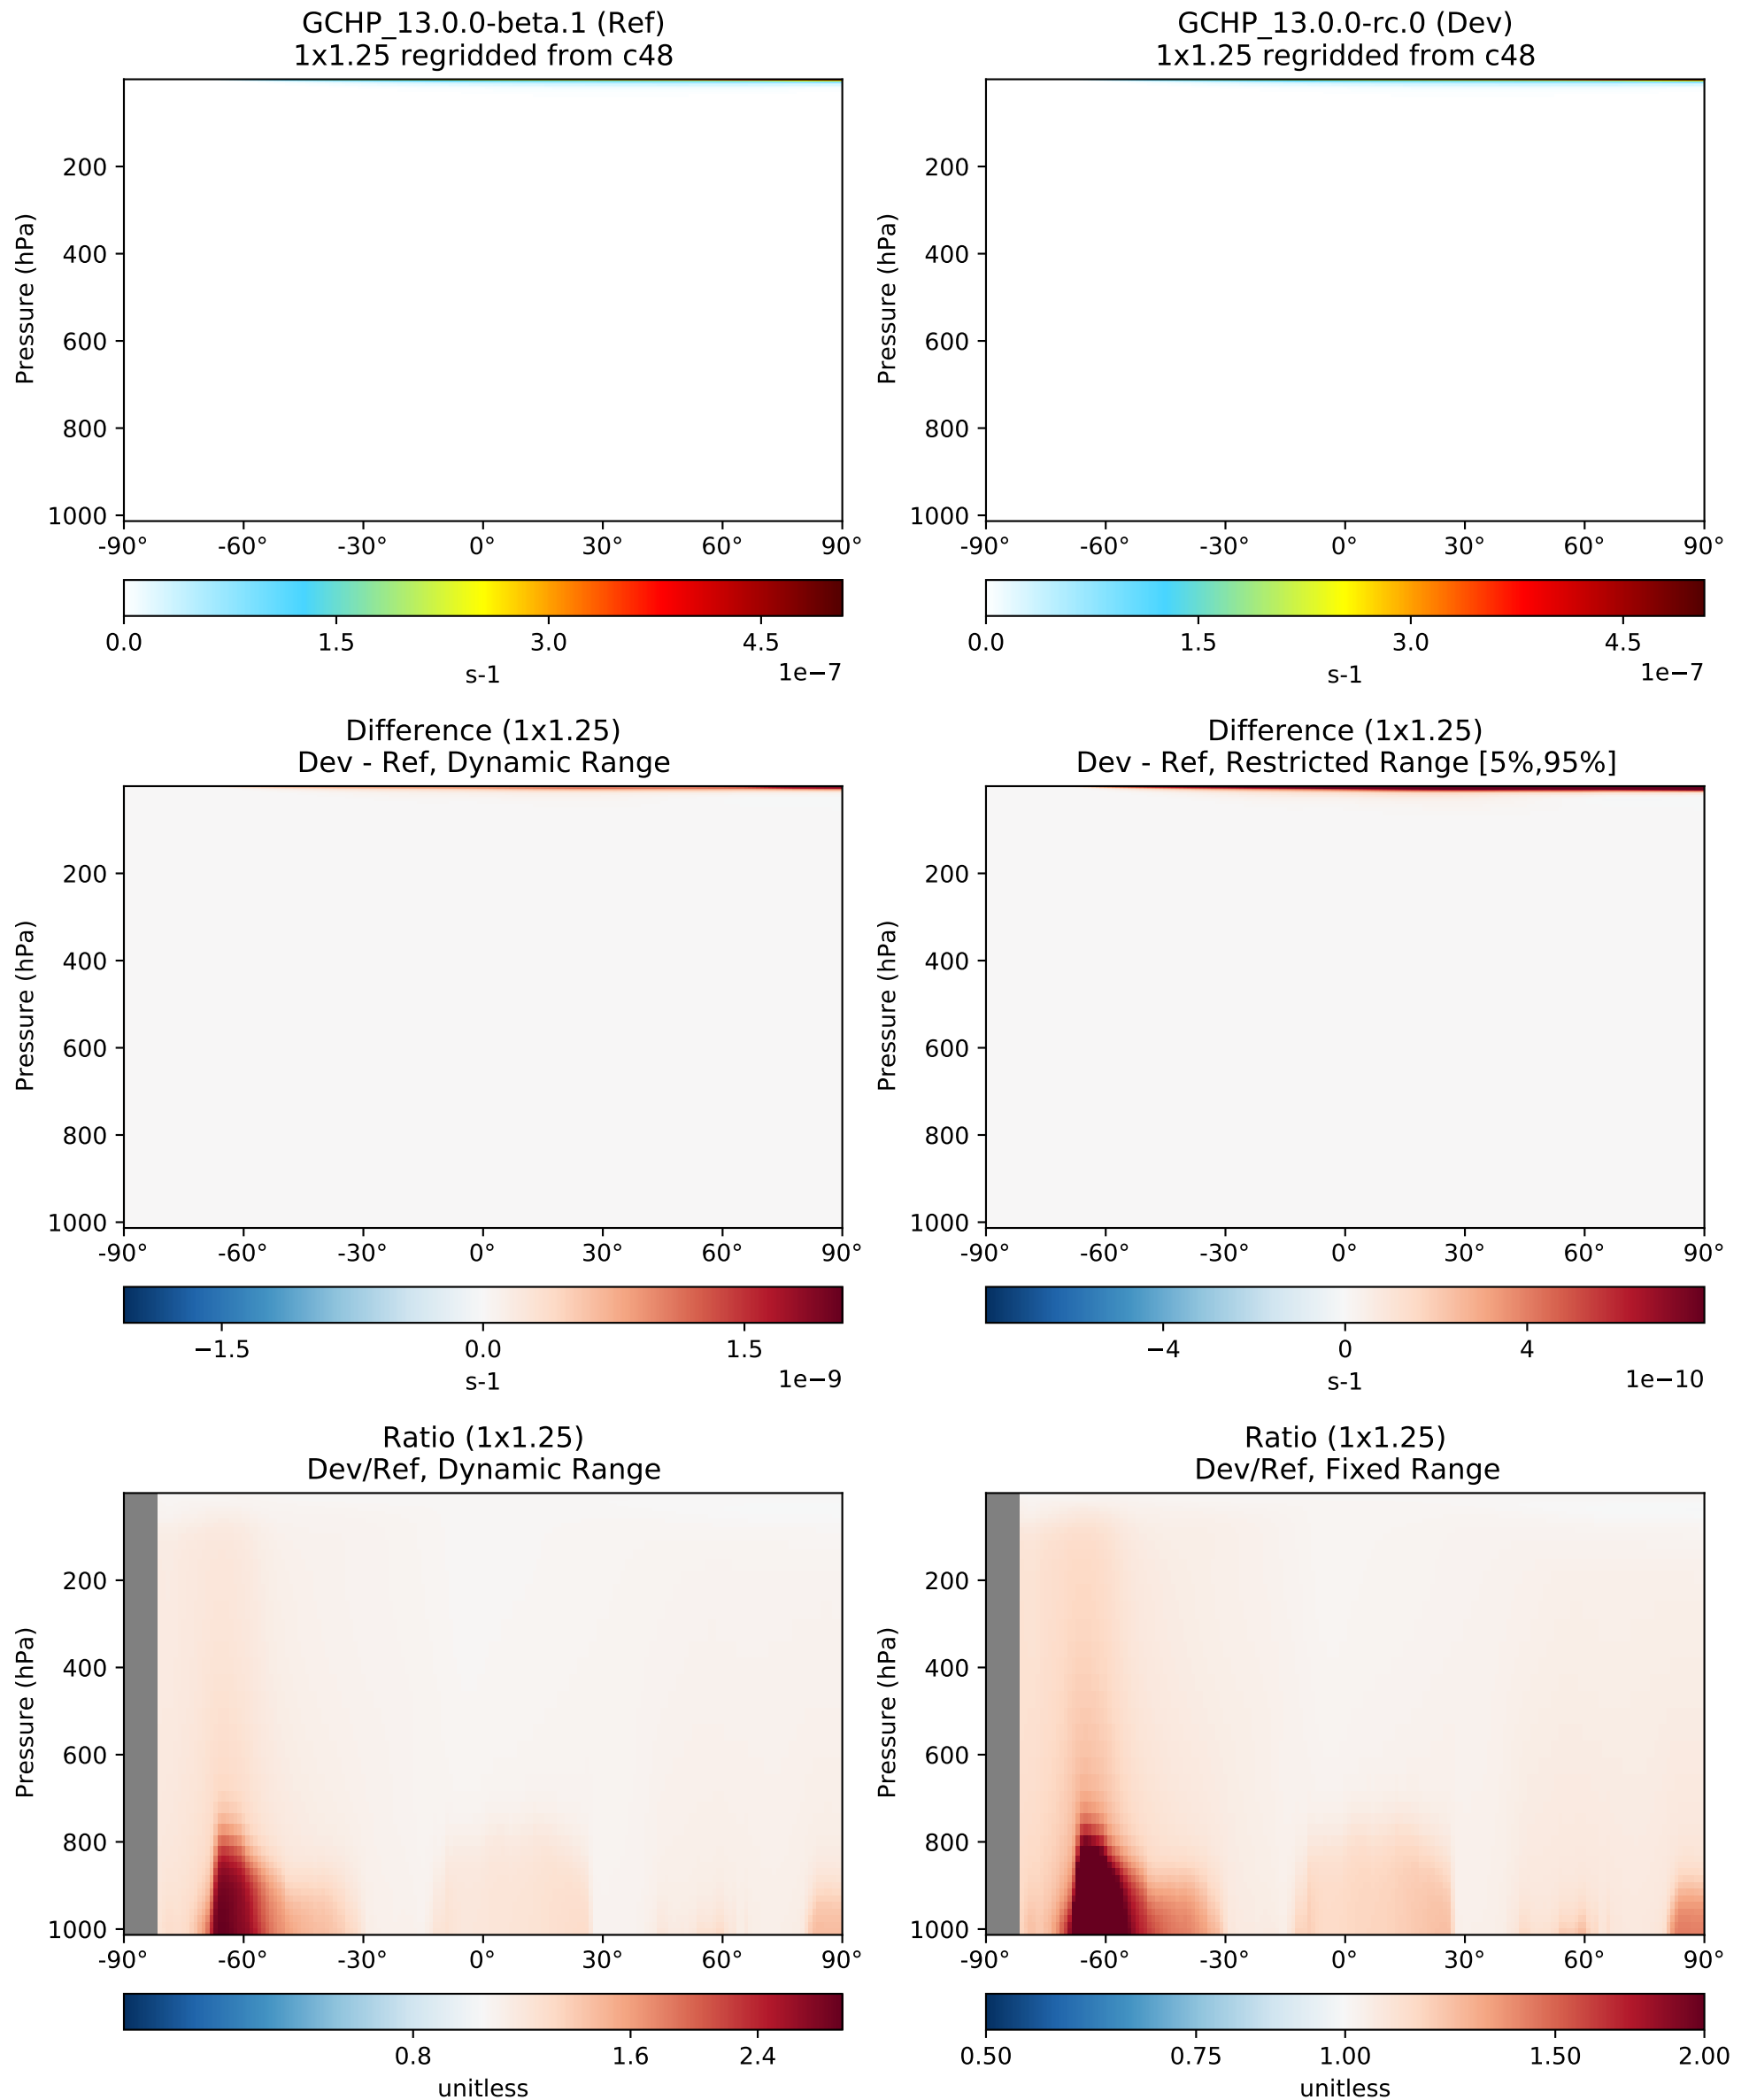 GCHP_13.0.0-beta.1 (Ref)
1x1.25 regridded from c48
GCHP_13.0.0-rc.0 (Dev)
1x1.25 regridded from c48
Pressure (hPa)
200
400
600
800
1000
-90° -60° -30° 0° 30° 60° 90°
0.0 1.5 3.0 4.5
1e−7
s-1
Pressure (hPa)
200
400
600
800
1000
-90° -60° -30° 0° 30° 60° 90°
0.0 1.5 3.0 4.5
1e−7
s-1
Difference (1x1.25)
Dev - Ref, Dynamic Range
Pressure (hPa)
200
400
600
800
1000
-90° -60° -30° 0° 30° 60° 90°
−1.5 0.0 1.5
1e−9
s-1
Difference (1x1.25)
Dev - Ref, Restricted Range [5%,95%]
Pressure (hPa)
200
400
600
800
1000
-90° -60° -30° 0° 30° 60° 90°
−4 0 4
1e−10
s-1
Ratio (1x1.25)
Dev/Ref, Dynamic Range
Pressure (hPa)
200
400
600
800
1000
-90° -60° -30° 0° 30° 60° 90°
0.8 1.6 2.4
unitless
Ratio (1x1.25)
Dev/Ref, Fixed Range
Pressure (hPa)
200
400
600
800
1000
-90° -60° -30° 0° 30° 60° 90°
0.50 0.75 1.00 1.50 2.00
unitless